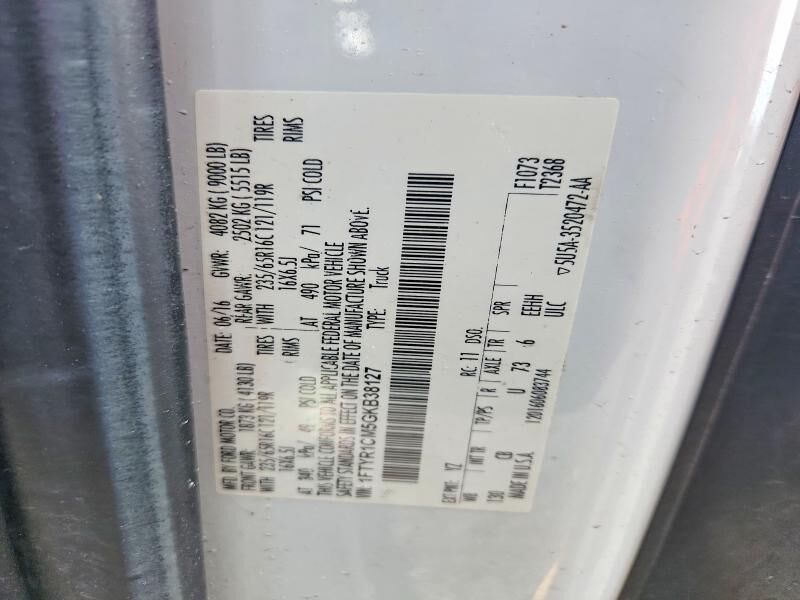 MFD. BY FORD MOTOR CO.
DATE: 06/16 GVWR: 4082 KG ( 9000 LB)
FRONT GAWR: 1873 KG ( 4130 LB) REAR GAWR: 2502 KG ( 5515 LB)
WITH 235/65R16C 121/119R TIRES WITH 235/65R16C 121/119R TIRES
16X6.5J RIMS 16X6.5J RIMS
AT 340 kPa/ 49 PSI COLD AT 490 kPa/ 71 PSI COLD
THIS VEHICLE CONFORMS TO ALL APPLICABLE FEDERAL MOTOR VEHICLE
SAFETY STANDARDS IN EFFECT ON THE DATE OF MANUFACTURE SHOWN ABOVE.
VIN: 1FTYR1CM5GKB38127 TYPE: Truck
EXT PNT: YZ RC: 11 DSO: F1073
WB INT TR TP/PS R AXLE TR SPR T2368
130 CB U 73 6 EEHH
MADE IN U.S.A. ULC ▽5U5A-3520472-AA
12016060083744